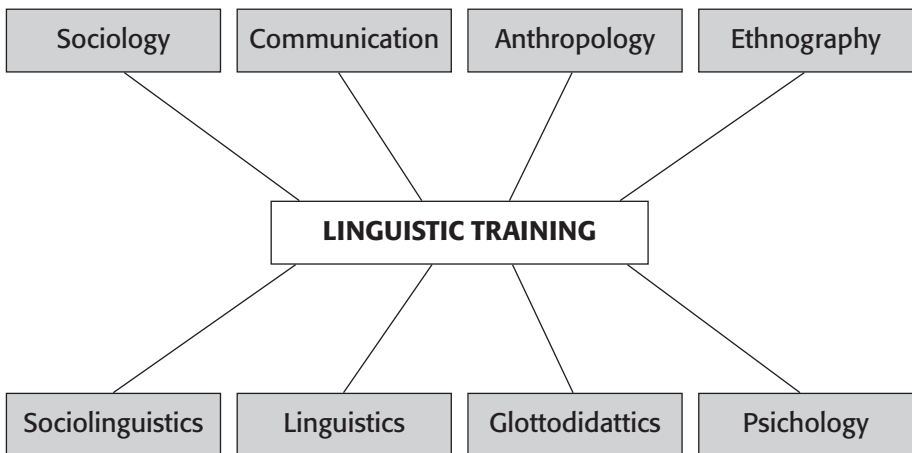 Sociology
Communication
Anthropology
Ethnography
LINGUISTIC TRAINING
Sociolinguistics
Linguistics
Glottodidattics
Psichology